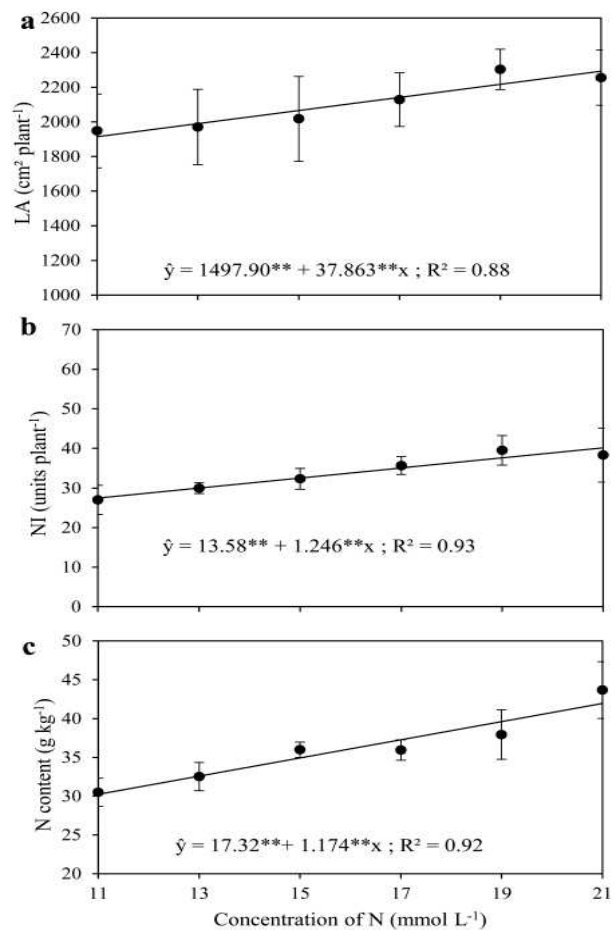 a
2600
2400
2200
2000
1800
1600
1400
1200
1000
LA (cm² plant⁻¹)
ŷ = 1497.90** + 37.863**x ; R² = 0.88
b
70
60
50
40
30
20
10
0
NI (units plant⁻¹)
ŷ = 13.58** + 1.246**x ; R² = 0.93
c
50
45
40
35
30
25
20
N content (g kg⁻¹)
ŷ = 17.32**+ 1.174**x ; R² = 0.92
11 13 15 17 19 21
Concentration of N (mmol L⁻¹)